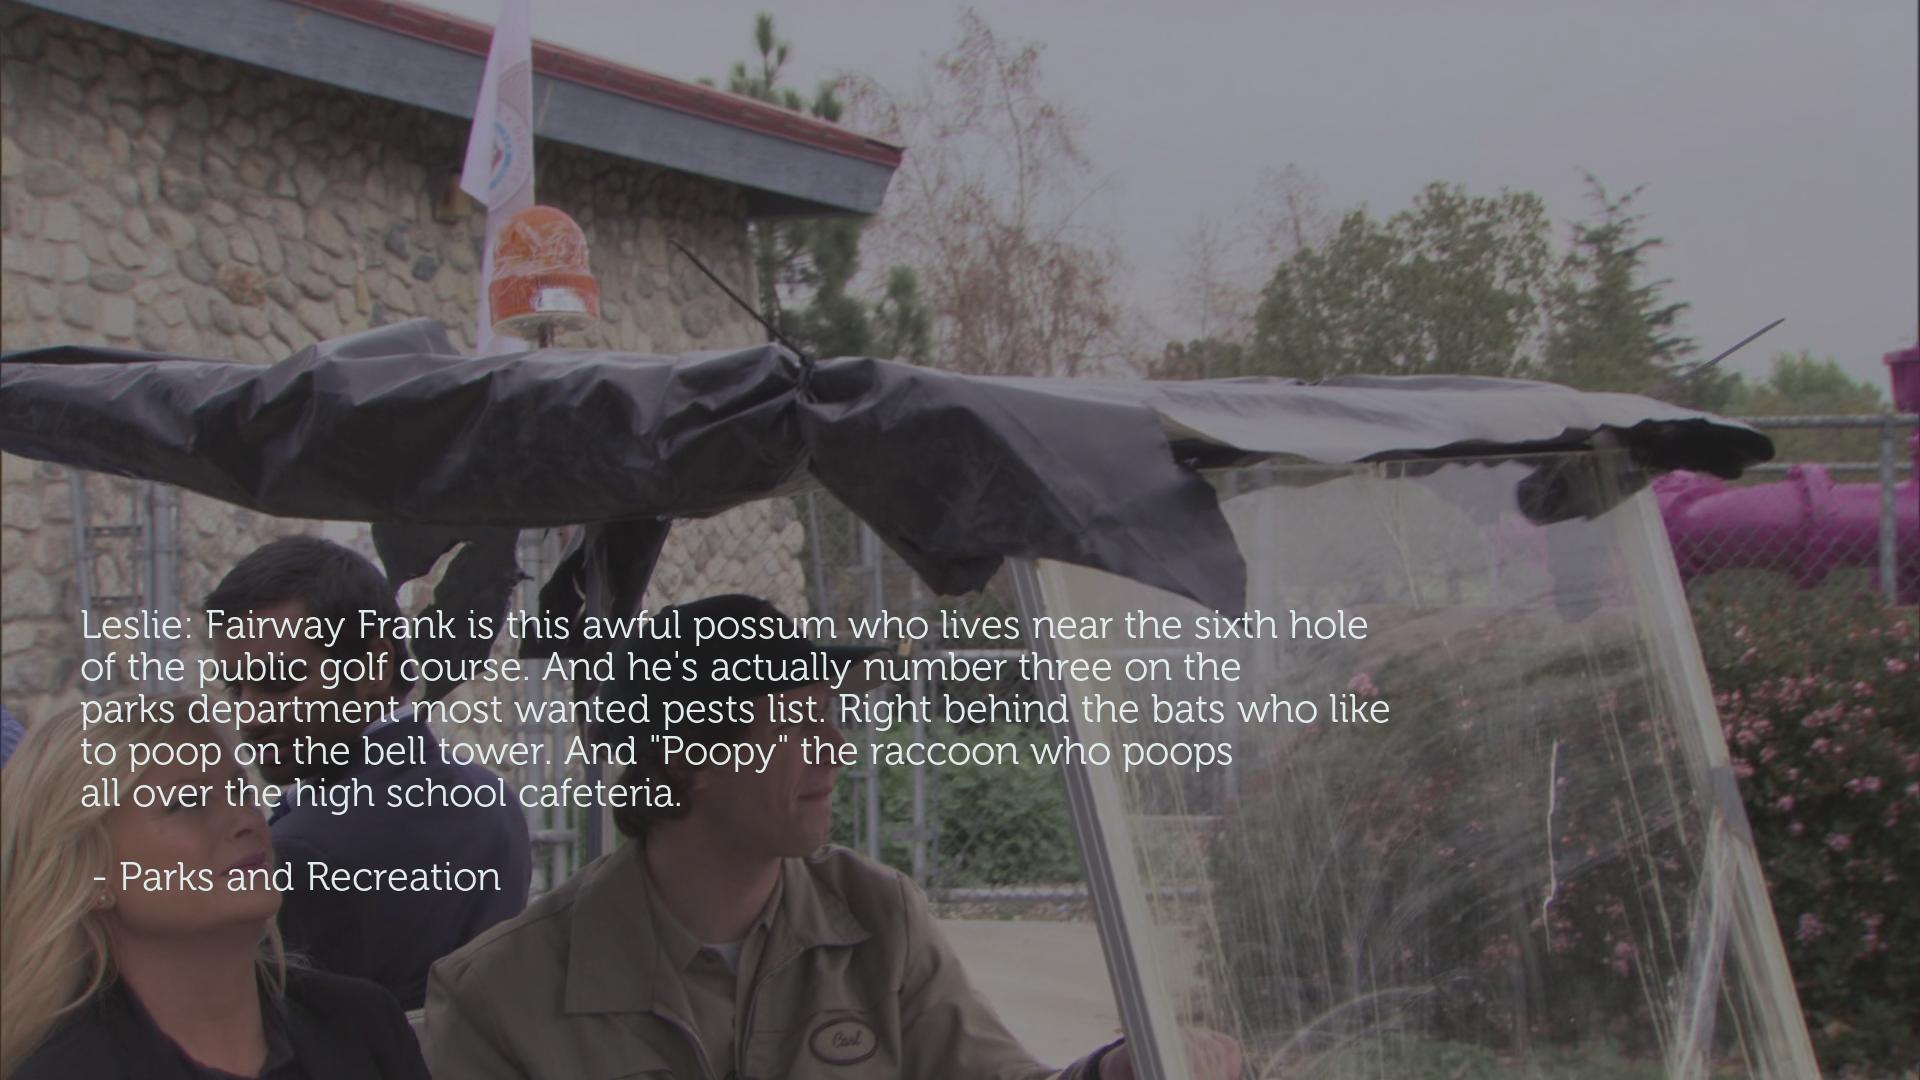 Leslie: Fairway Frank is this awful possum who lives near the sixth hole
of the public golf course. And he's actually number three on the
parks department most wanted pests list. Right behind the bats who like
to poop on the bell tower. And "Poopy" the raccoon who poops
all over the high school cafeteria.
- Parks and Recreation
Carl